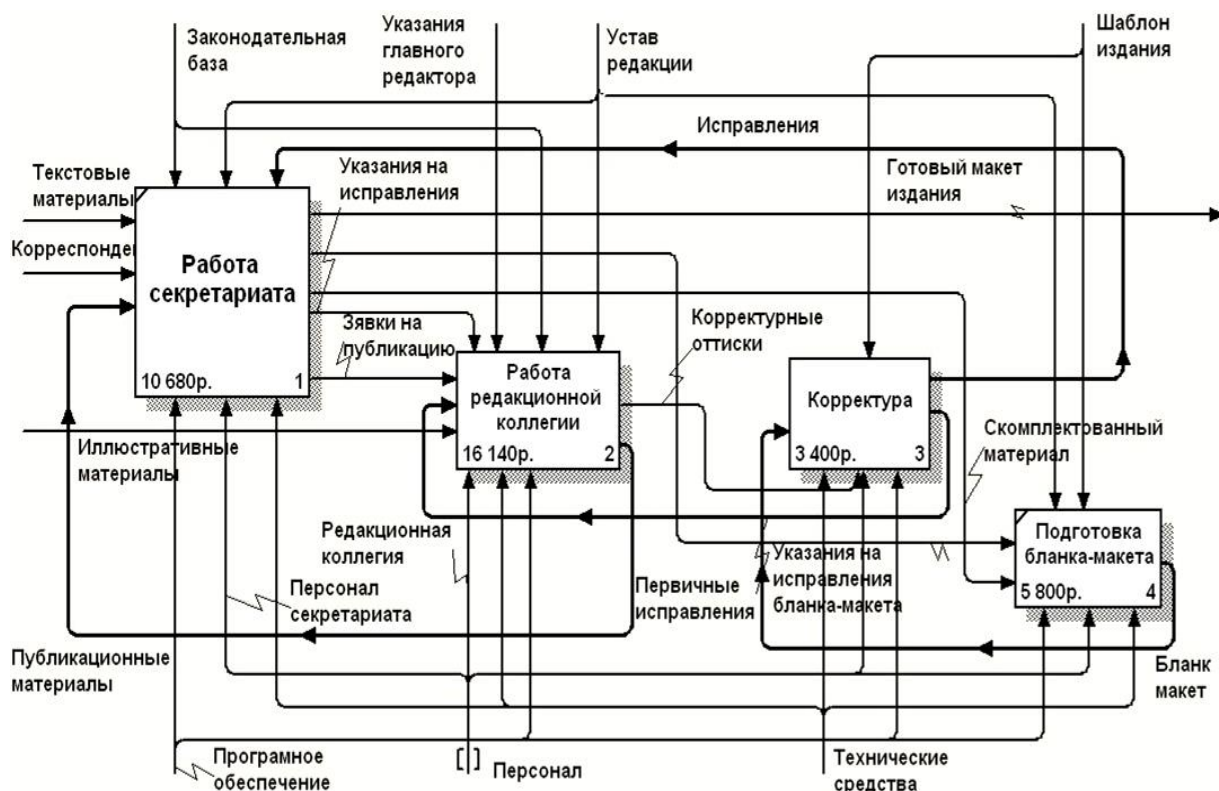 Законодательная
база
Указания
главного
редактора
Устав
редакции
Шаблон
издания
Исправления
Текстовые
материалы
Указания на
исправления
Готовый макет
издания
Корреспонден
Работа
секретариата
10 680р. 1
Зявки на
публикацию
Корректурные
оттиски
Работа
редакционной
коллегии
16 140р. 2
Корректура
3 400р. 3
Иллюстративные
материалы
Скомплектованный
материал
Редакционная
коллегия
Персонал
секретариата
Первичные
исправления
Указания на
исправления
бланка-макета
Подготовка
бланка-макета
5 800р. 4
Публикационные
материалы
Бланк
макет
Програмное
обеспечение
Персонал
Технические
средства